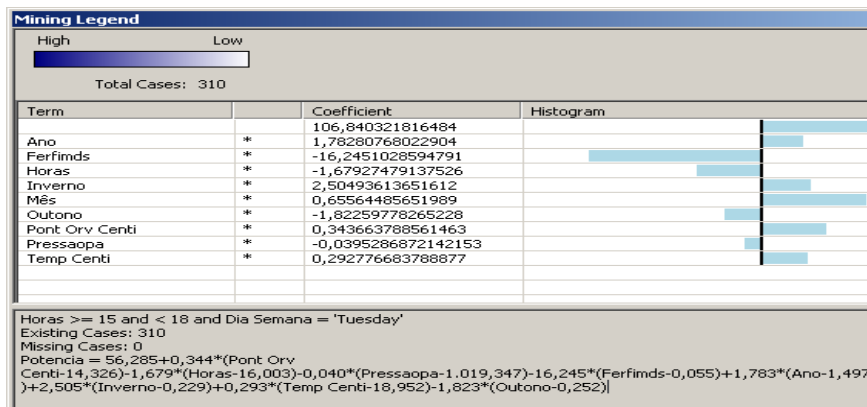 Mining Legend
High Low
Total Cases: 310
Term Coefficient Histogram
106,840321816484
Ano * 1,78280768022904
Ferfimds * -16,2451028594791
Horas * -1,67927479137526
Inverno * 2,50493613651612
Mês * 0,65564485651989
Outono * -1,82259778265228
Pont Orv Centi * 0,343663788561463
Pressaopa * -0,0395286872142153
Temp Centi * 0,292776683788877
Horas >= 15 and < 18 and Dia Semana = 'Tuesday'
Existing Cases: 310
Missing Cases: 0
Potencia = 56,285+0,344*(Pont Orv
Centi-14,326)-1,679*(Horas-16,003)-0,040*(Pressaopa-1.019,347)-16,245*(Ferfimds-0,055)+1,783*(Ano-1,497
)+2,505*(Inverno-0,229)+0,293*(Temp Centi-18,952)-1,823*(Outono-0,252)